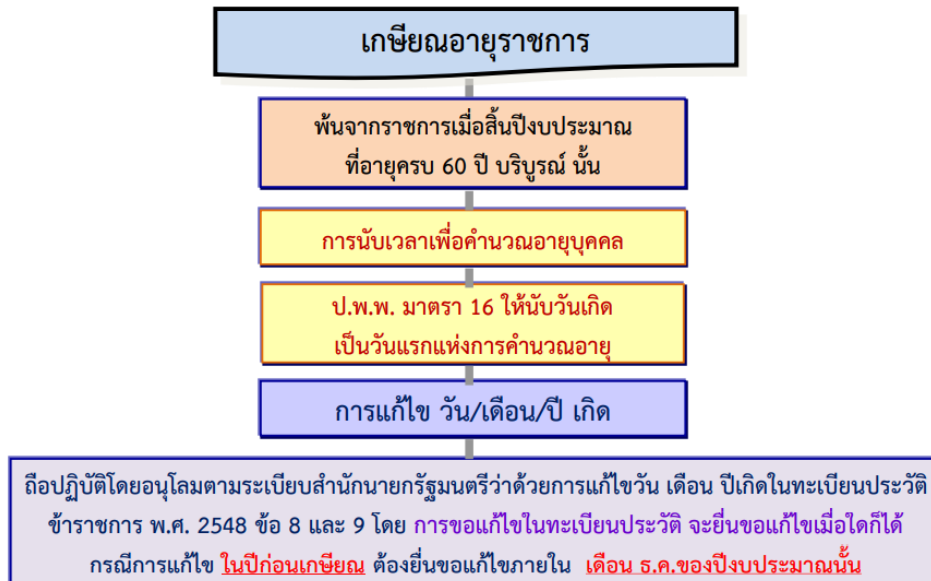 เกษียณอายุราชการ
พ้นจากราชการเมื่อสิ้นปีงบประมาณ
ที่อายุครบ 60 ปี บริบูรณ์ นั้น
การนับเวลาเพื่อคำนวณอายุบุคคล
ป.พ.พ. มาตรา 16 ให้นับวันเกิด
เป็นวันแรกแห่งการคำนวณอายุ
การแก้ไข วัน/เดือน/ปี เกิด
ถือปฏิบัติโดยอนุโลมตามระเบียบสำนักนายกรัฐมนตรีว่าด้วยการแก้ไขวัน เดือน ปีเกิดในทะเบียนประวัติ
ข้าราชการ พ.ศ. 2548 ข้อ 8 และ 9 โดย การขอแก้ไขในทะเบียนประวัติ จะยื่นขอแก้ไขเมื่อใดก็ได้
กรณีการแก้ไข ในปีก่อนเกษียณ ต้องยื่นขอแก้ไขภายใน เดือน ธ.ค.ของปีงบประมาณนั้น